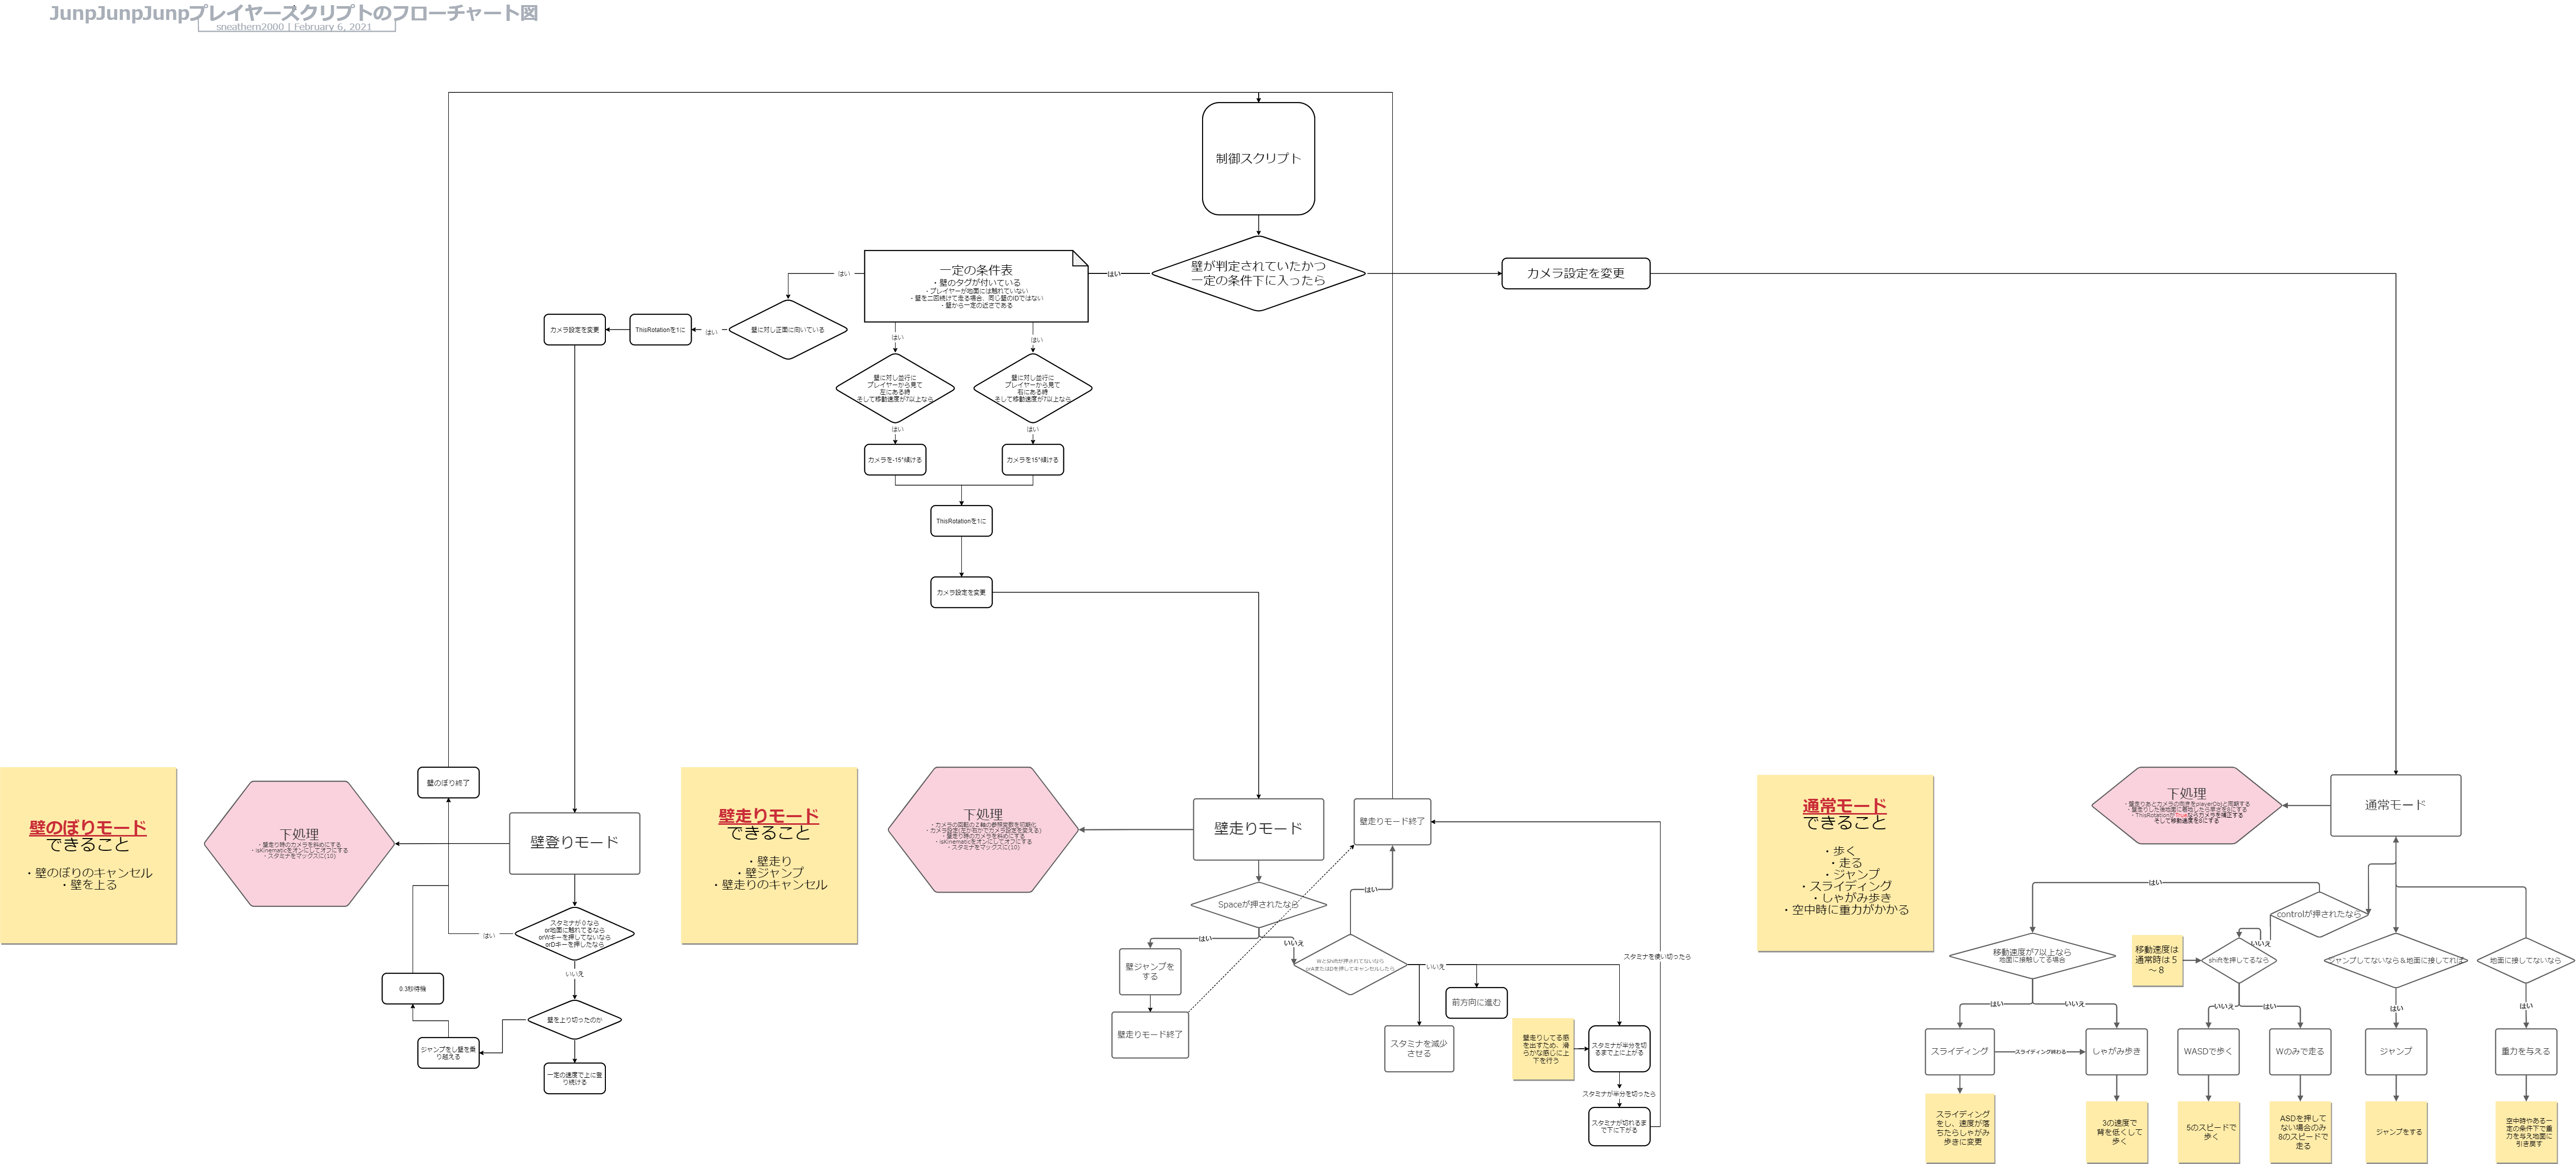 JunpJunpJunpプレイヤースクリプトのフローチャート図
sneathern2000 | February 6, 2021
制御スクリプト
壁が判定されていたかつ
一定の条件下に入ったら
はい
カメラ設定を変更
一定の条件表
・壁のタグが付いている
・プレイヤーが地面には触れていない
・壁を二回続けて走る場合、同じ壁のIDではない
・壁から一定の近さである
はい
壁に対し正面に向いている
はい
ThisRotationを1に
カメラ設定を変更
はい
はい
壁に対し並行に
プレイヤーから見て
左にある時
そして移動速度が7以上なら
壁に対し並行に
プレイヤーから見て
右にある時
そして移動速度が7以上なら
はい
はい
カメラを-15°傾ける
カメラを15°傾ける
ThisRotationを1に
カメラ設定を変更
壁のぼりモード
できること
・壁のぼりのキャンセル
・壁を上る
下処理
・壁走り時のカメラを斜めにする
・isKinematicをオンにしてオフにする
・スタミナをマックスに(10)
壁のぼり終了
壁登りモード
スタミナが０なら
or地面に触れてるなら
orWキーを押してないなら
orDキーを押したなら
はい
いいえ
壁を上り切ったのか
0.3秒待機
ジャンプをし壁を乗
り越える
一定の速度で上に登
り続ける
壁走りモード
できること
・壁走り
・壁ジャンプ
・壁走りのキャンセル
下処理
・カメラの回転のＺ軸の参照変数を初期化
・カメラ設定(左か右かでカメラ設定を変える)
・壁走り時のカメラを斜めにする
・isKinematicをオンにしてオフにする
・スタミナをマックスに(10)
壁走りモード
壁走りモード終了
Spaceが押されたなら
はい
いいえ
はい
壁ジャンプを
する
壁走りモード終了
WとShiftが押されてないなら
orAまたはDを押してキャンセルしたら
いいえ
前方向に進む
スタミナを減少
させる
壁走りしてる感
を出すため、滑
らかな感じに上
下を行う
スタミナが半分を切
るまで上に上がる
スタミナが半分を切ったら
スタミナが切れるま
で下に下がる
スタミナを使い切ったら
通常モード
できること
・歩く
・走る
・ジャンプ
・スライディング
・しゃがみ歩き
・空中時に重力がかかる
下処理
・壁走りあとカメラの向きをplayerObjと同期する
・壁走りした後地面に着地したら早さを8にする
・ThisRotationがTrueならカメラを補正する
そして移動速度を8にする
通常モード
はい
controlが押されたなら
いいえ
移動速度が7以上なら
地面に接触してる場合
移動速度は
通常時は５
～８
shiftを押してるなら
ジャンプしてないなら＆地面に接してれば
地面に接してないなら
はい
いいえ
いいえ
はい
はい
はい
スライディング
スライディング終わる
しゃがみ歩き
WASDで歩く
Wのみで走る
ジャンプ
重力を与える
スライディング
をし、速度が落
ちたらしゃがみ
歩きに変更
3の速度で
背を低くして
歩く
5のスピードで
歩く
ASDを押して
ない場合のみ
8のスピードで
走る
ジャンプをする
空中時やある一
定の条件下で重
力を与え地面に
引き戻す